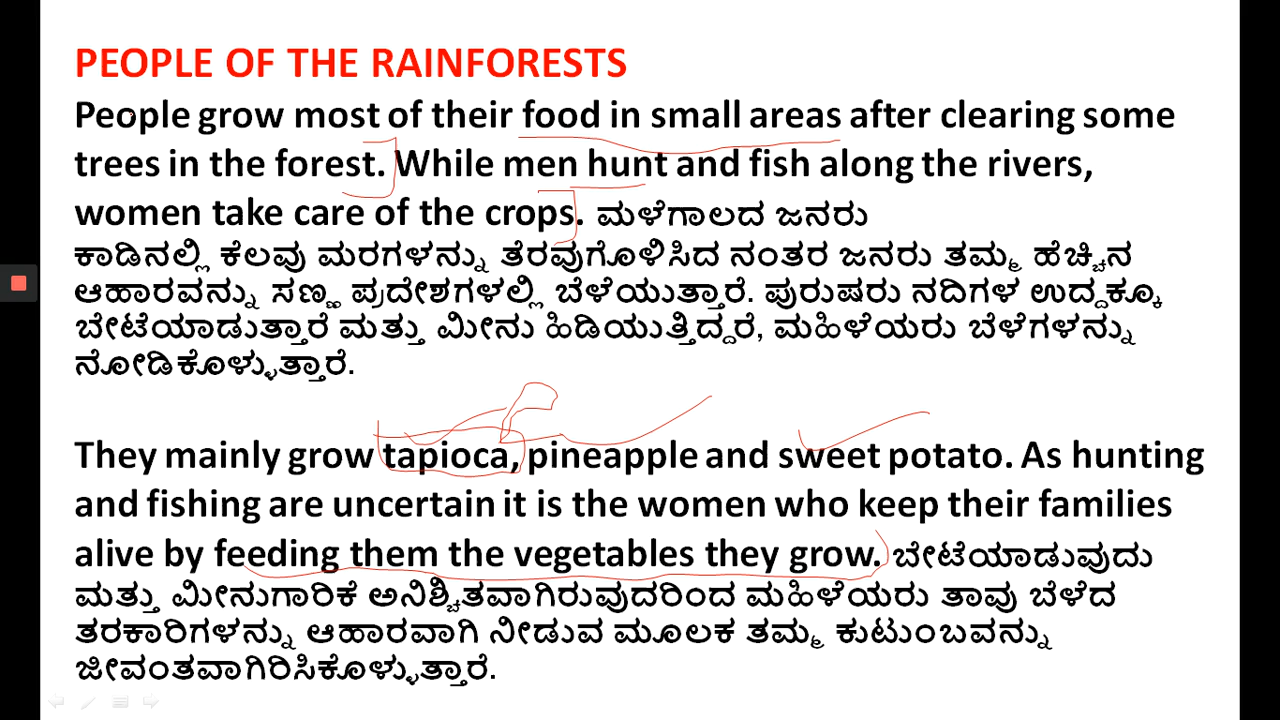 PEOPLE OF THE RAINFORESTS
People grow most of their food in small areas after clearing some
trees in the forest. While men hunt and fish along the rivers,
women take care of the crops. ಮಳೆಗಾಲದ ಜನರು
ಕಾಡಿನಲ್ಲಿ ಕೆಲವು ಮರಗಳನ್ನು ತೆರವುಗೊಳಿಸಿದ ನಂತರ ಜನರು ತಮ್ಮ ಹೆಚ್ಚಿನ
ಆಹಾರವನ್ನು ಸಣ್ಣ ಪ್ರದೇಶಗಳಲ್ಲಿ ಬೆಳೆಯುತ್ತಾರೆ. ಪುರುಷರು ನದಿಗಳ ಉದ್ದಕ್ಕೂ
ಬೇಟೆಯಾಡುತ್ತಾರೆ ಮತ್ತು ಮೀನು ಹಿಡಿಯುತ್ತಿದ್ದರೆ, ಮಹಿಳೆಯರು ಬೆಳೆಗಳನ್ನು
ನೋಡಿಕೊಳ್ಳುತ್ತಾರೆ.
They mainly grow tapioca, pineapple and sweet potato. As hunting
and fishing are uncertain it is the women who keep their families
alive by feeding them the vegetables they grow. ಬೇಟೆಯಾಡುವುದು
ಮತ್ತು ಮೀನುಗಾರಿಕೆ ಅನಿಶ್ಚಿತವಾಗಿರುವುದರಿಂದ ಮಹಿಳೆಯರು ತಾವು ಬೆಳೆದ
ತರಕಾರಿಗಳನ್ನು ಆಹಾರವಾಗಿ ನೀಡುವ ಮೂಲಕ ತಮ್ಮ ಕುಟುಂಬವನ್ನು
ಜೀವಂತವಾಗಿರಿಸಿಕೊಳ್ಳುತ್ತಾರೆ.